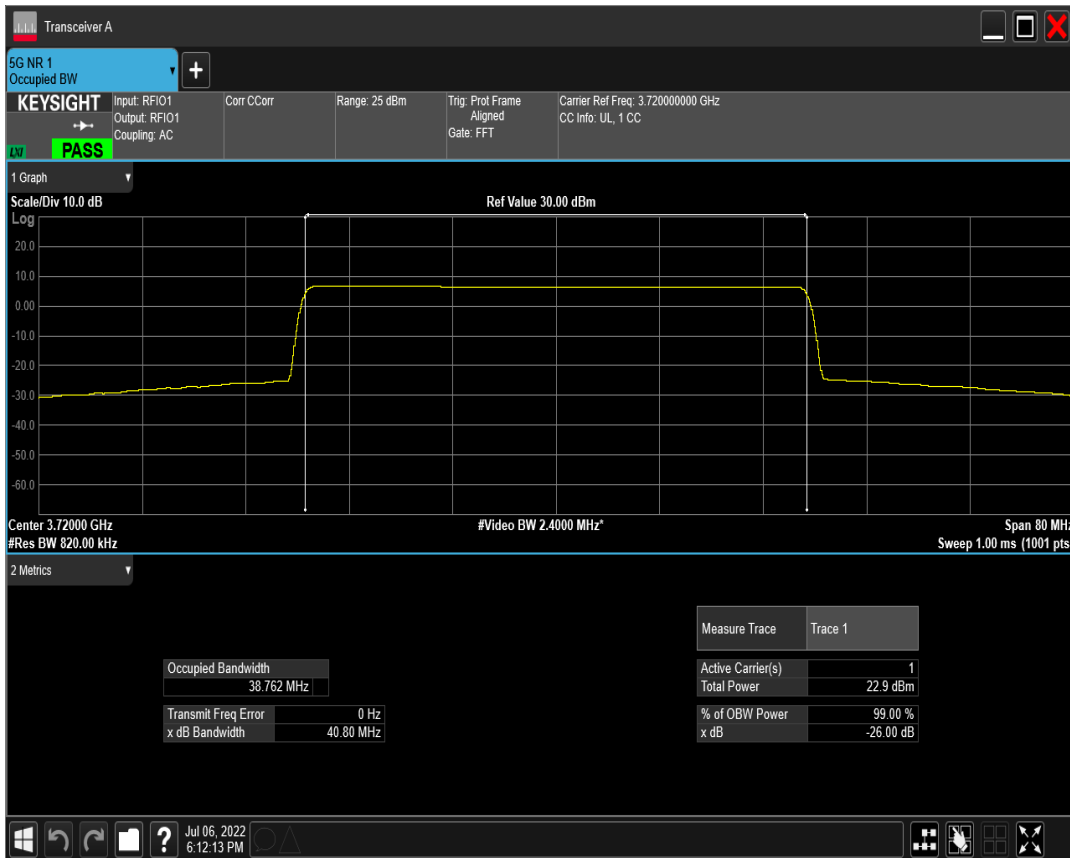 Transceiver A
5G NR 1
Occupied BW
+
KEYSIGHT
LXI
PASS
Input: RFIO1
Output: RFIO1
Coupling: AC
Corr CCorr
Range: 25 dBm
Trig: Prot Frame
Aligned
Gate: FFT
Carrier Ref Freq: 3.720000000 GHz
CC Info: UL, 1 CC
1 Graph
Scale/Div 10.0 dB
Ref Value 30.00 dBm
Log
20.0
10.0
0.00
-10.0
-20.0
-30.0
-40.0
-50.0
-60.0
Center 3.72000 GHz
#Video BW 2.4000 MHz*
Span 80 MHz
#Res BW 820.00 kHz
Sweep 1.00 ms (1001 pts
2 Metrics
Measure Trace Trace 1
Occupied Bandwidth
38.762 MHz
Active Carrier(s) 1
Total Power 22.9 dBm
Transmit Freq Error 0 Hz
x dB Bandwidth 40.80 MHz
% of OBW Power 99.00 %
x dB -26.00 dB
?
Jul 06, 2022
6:12:13 PM